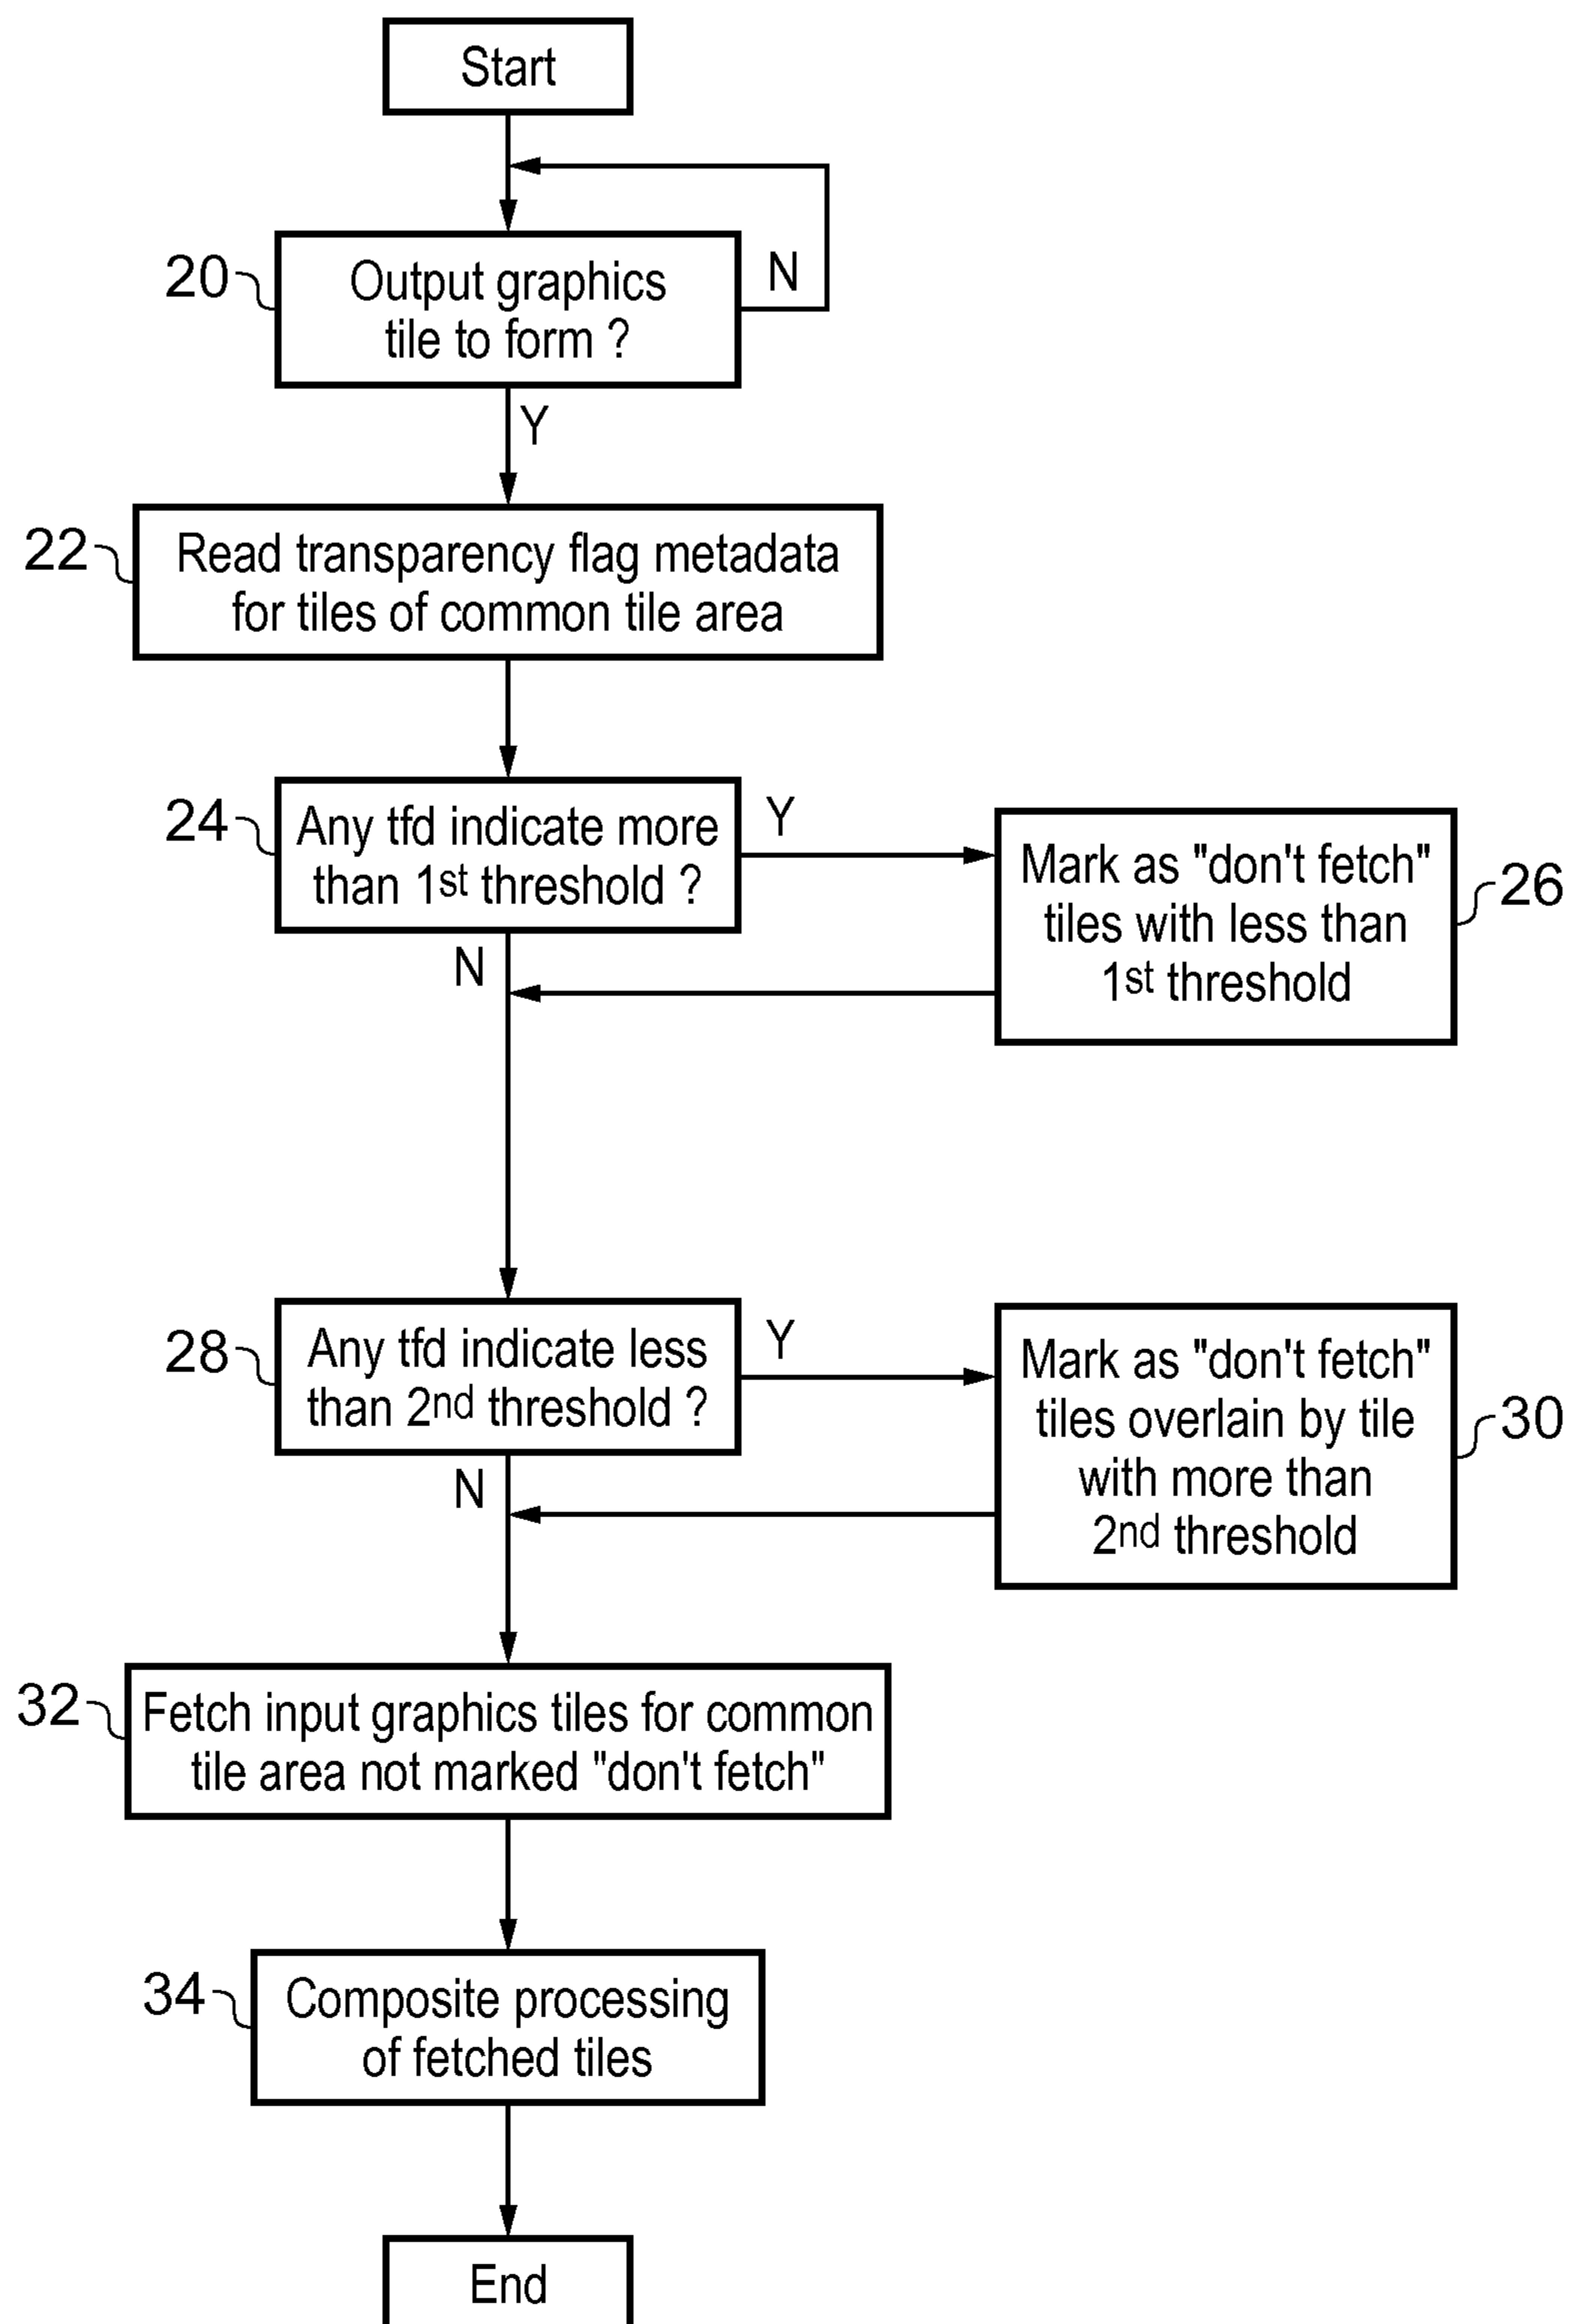 Start
20
Output graphics
tile to form ?
N
Y
22
Read transparency flag metadata
for tiles of common tile area
24
Any tfd indicate more
than 1st threshold ?
Y
N
Mark as "don't fetch"
tiles with less than
1st threshold
26
28
Any tfd indicate less
than 2nd threshold ?
Y
N
Mark as "don't fetch"
tiles overlain by tile
with more than
2nd threshold
30
32
Fetch input graphics tiles for common
tile area not marked "don't fetch"
34
Composite processing
of fetched tiles
End